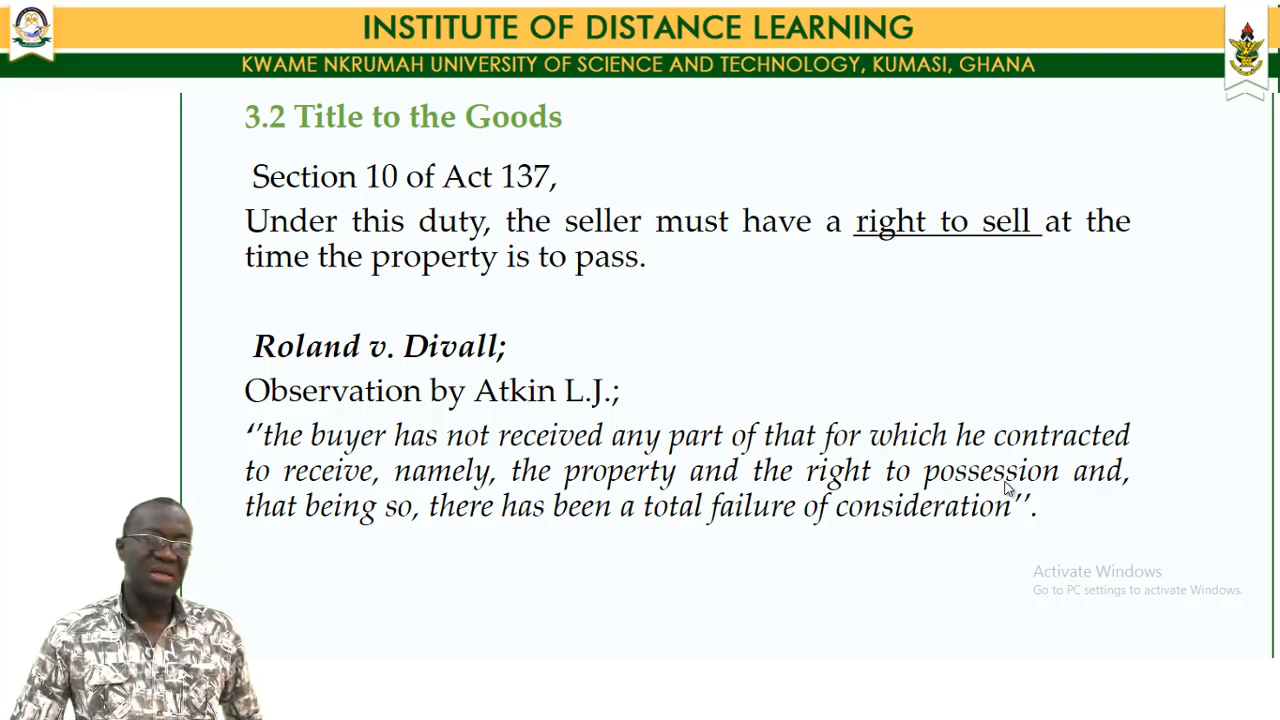 INSTITUTE OF DISTANCE LEARNING
KWAME NKRUMAH UNIVERSITY OF SCIENCE AND TECHNOLOGY, KUMASI, GHANA
3.2 Title to the Goods
Section 10 of Act 137,
Under this duty, the seller must have a right to sell at the
time the property is to pass.
Roland v. Divall;
Observation by Atkin L.J.;
‘’the buyer has not received any part of that for which he contracted
to receive, namely, the property and the right to possession and,
that being so, there has been a total failure of consideration’’.
Activate Windows
Go to PC settings to activate Windows.